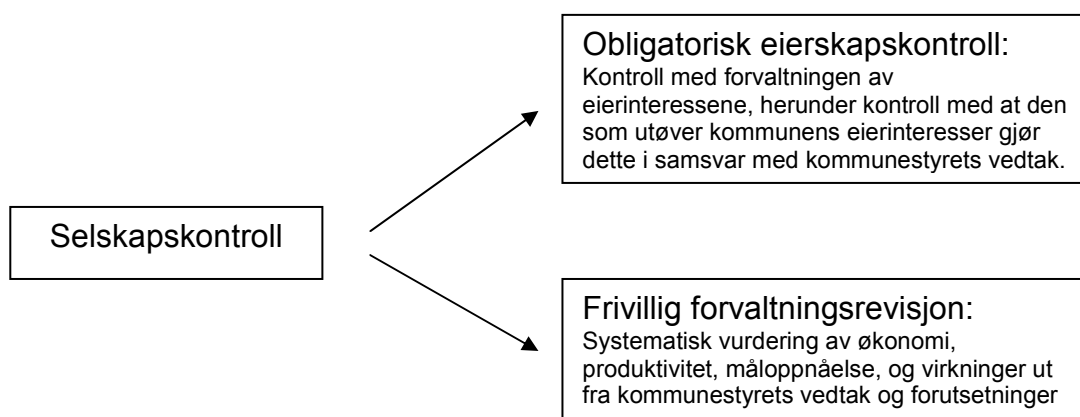 Selskapskontroll
Obligatorisk eierskapskontroll:
Kontroll med forvaltningen av
eierinteressene, herunder kontroll med at den
som utøver kommunens eierinteresser gjør
dette i samsvar med kommunestyrets vedtak.
Frivillig forvaltningsrevisjon:
Systematisk vurdering av økonomi,
produktivitet, måloppnåelse, og virkninger ut
fra kommunestyrets vedtak og forutsetninger